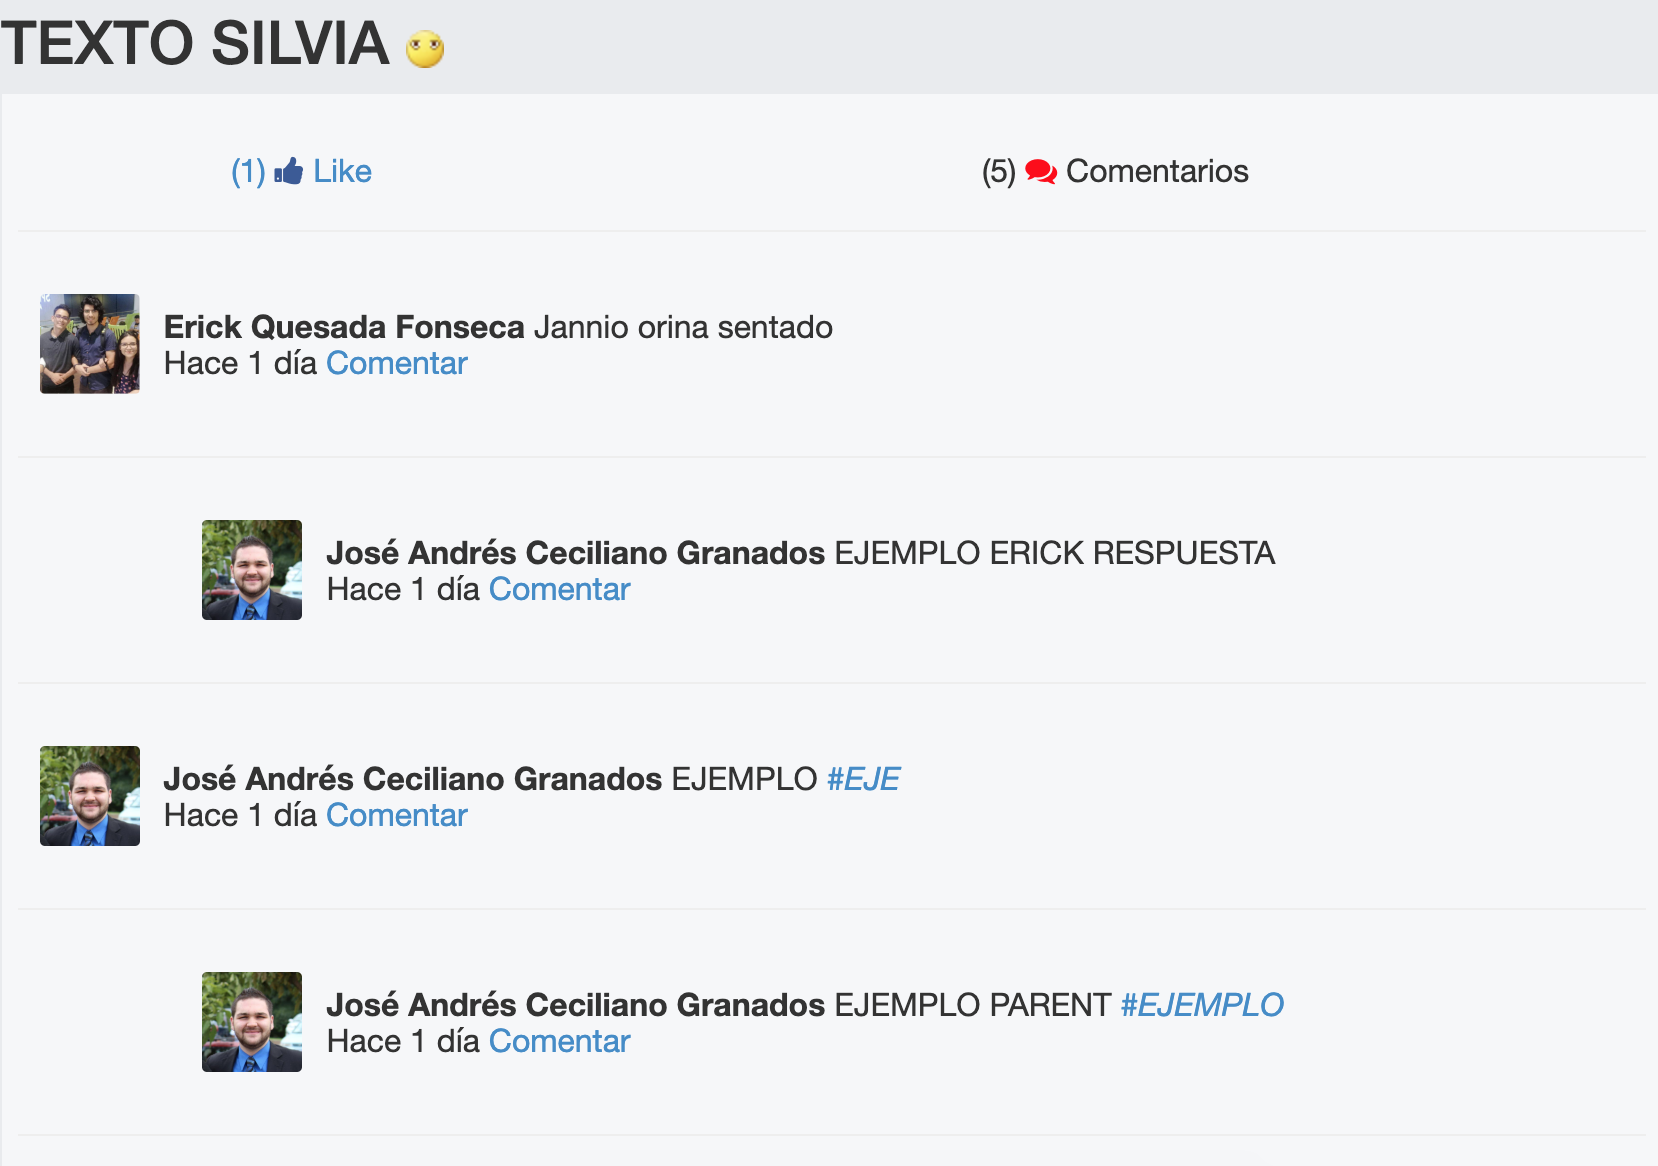 TEXTO SILVIA
(1) Like
(5) Comentarios
Erick Quesada Fonseca Jannio orina sentado
Hace 1 día Comentar
José Andrés Ceciliano Granados EJEMPLO ERICK RESPUESTA
Hace 1 día Comentar
José Andrés Ceciliano Granados EJEMPLO #EJE
Hace 1 día Comentar
José Andrés Ceciliano Granados EJEMPLO PARENT #EJEMPLO
Hace 1 día Comentar